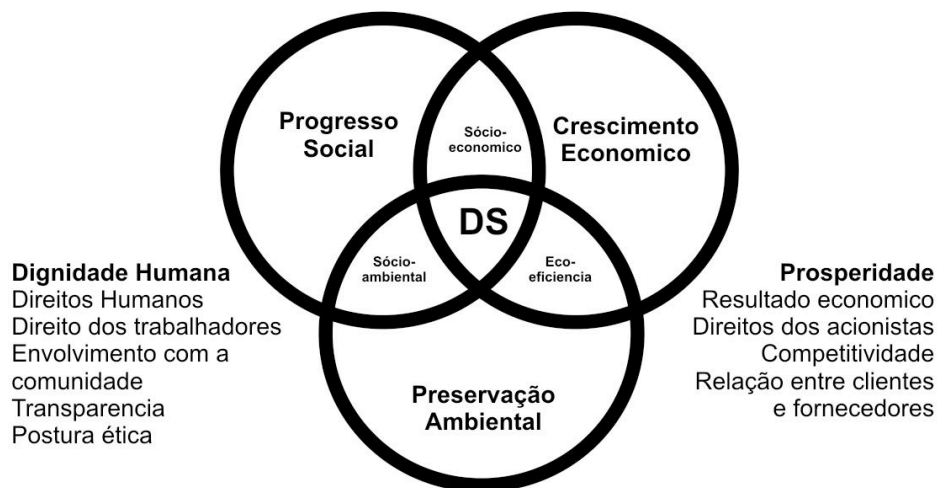 Progresso
Social
Sócio-
economico
Crescimento
Economico
DS
Sócio-
ambiental
Eco-
eficiencia
Preservação
Ambiental
Dignidade Humana
Direitos Humanos
Direito dos trabalhadores
Envolvimento com a
comunidade
Transparencia
Postura ética
Prosperidade
Resultado economico
Direitos dos acionistas
Competitividade
Relação entre clientes
e fornecedores